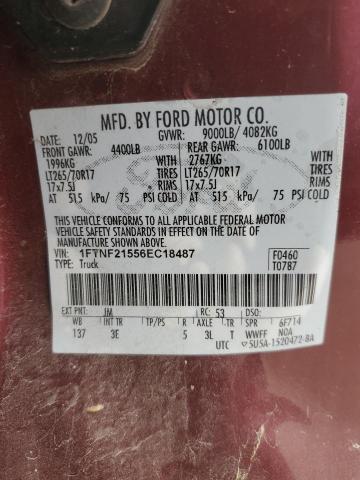 MFD. BY FORD MOTOR CO.
12/05 GVWR: 9000LB/ 4082KG
FRONT GAWR: 4400LB REAR GAWR: 6100LB
1996KG WITH 2767KG WITH
LT265/70R17 TIRES LT265/70R17 TIRES
17x7.5J RIMS 17x7.5J RIMS
AT 515 kPa/ 75 PSI COLD AT 515 kPa/ 75 PSI COLD
THIS VEHICLE CONFORMS TO ALL APPLICABLE FEDERAL MOTOR
VEHICLE SAFETY STANDARDS IN EFFECT ON THE DATE OF
MANUFACTURE SHOWN ABOVE.
VIN: 1FTNF21556EC18487 F0460
TYPE: Truck T0787
EXT PNT: JM RC: 53 DSO:
WB INT TR TP/PS R AXLE TR SPR 6F714
137 3E 5 3L T WWFF NOA
UTC 5U5A-1520472-BA